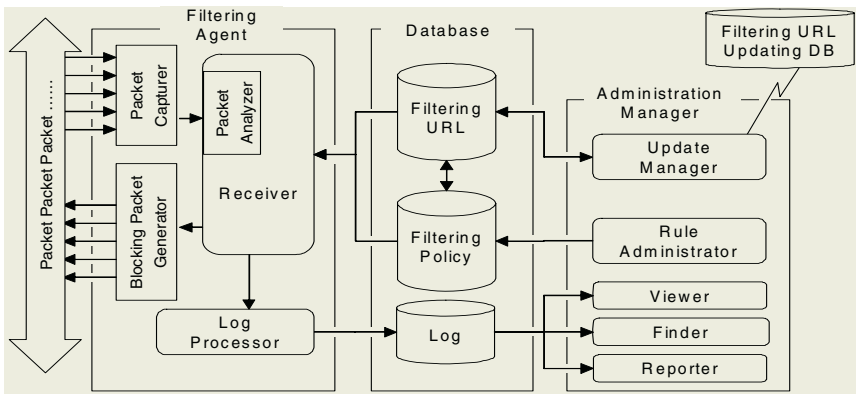 Filtering
Agent
Database
Filtering URL
Updating DB
Administration
Manager
Packet Packet Packet ......
Packet
Capturer
Packet
Analyzer
Receiver
Blocking Packet
Generator
Log
Processor
Filtering
URL
Filtering
Policy
Log
Update
Manager
Rule
Administrator
Viewer
Finder
Reporter